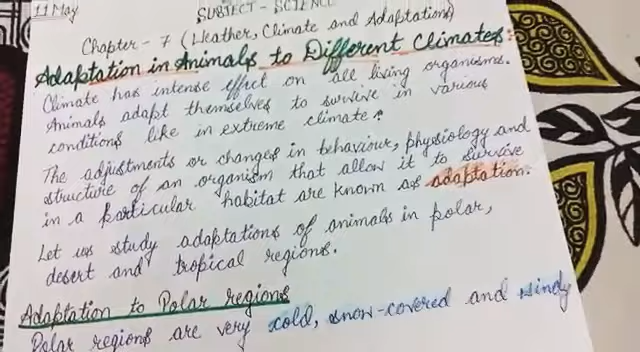 11 May
SUBJECT - SCIENCE
Chapter - 7 (Weather, Climate and Adaptation)
Adaptation in Animals to Different Climates:
Climate has intense effect on all living organisms.
Animals adapt themselves to survive in various
conditions like in extreme climate.
The adjustments or changes in behaviour, physiology and
structure of an organism that allow it to survive
in a particular habitat are known as adaptation.
Let us study adaptations of animals in polar,
desert and tropical regions.
Adaptation to Polar regions
Polar regions are very cold, snow-covered and windy